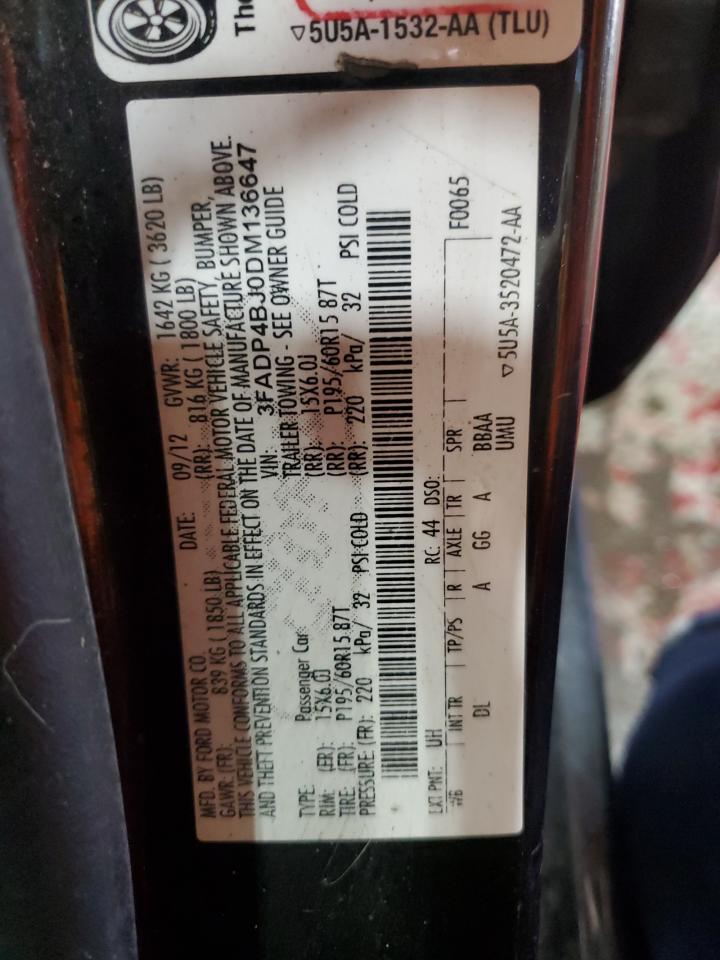 The
▽5U5A-1532-AA (TLU)
MFD. BY FORD MOTOR CO. DATE: 09/12 GVWR: 1642 KG ( 3620 LB)
GAWR: (FR): 839 KG ( 1850 LB) (RR): 816 KG ( 1800 LB)
THIS VEHICLE CONFORMS TO ALL APPLICABLE FEDERAL MOTOR VEHICLE SAFETY, BUMPER,
AND THEFT PREVENTION STANDARDS IN EFFECT ON THE DATE OF MANUFACTURE SHOWN ABOVE.
VIN: 3FADP4BJ0DM136647
TYPE: Passenger Car TRAILER TOWING - SEE OWNER GUIDE
RIM: (FR): 15X6.0J (RR): 15X6.0J
TIRE: (FR): P195/60R15 87T (RR): P195/60R15 87T
PRESSURE: (FR): 220 kPa/ 32 PSI COLD (RR): 220 kPa/ 32 PSI COLD
EXT PNT: UH RC: 44 DSO: F0065
WB INT TR TP/PS R AXLE TR SPR
DL A GG A BBAA
UMU
▽5U5A-3520472-AA